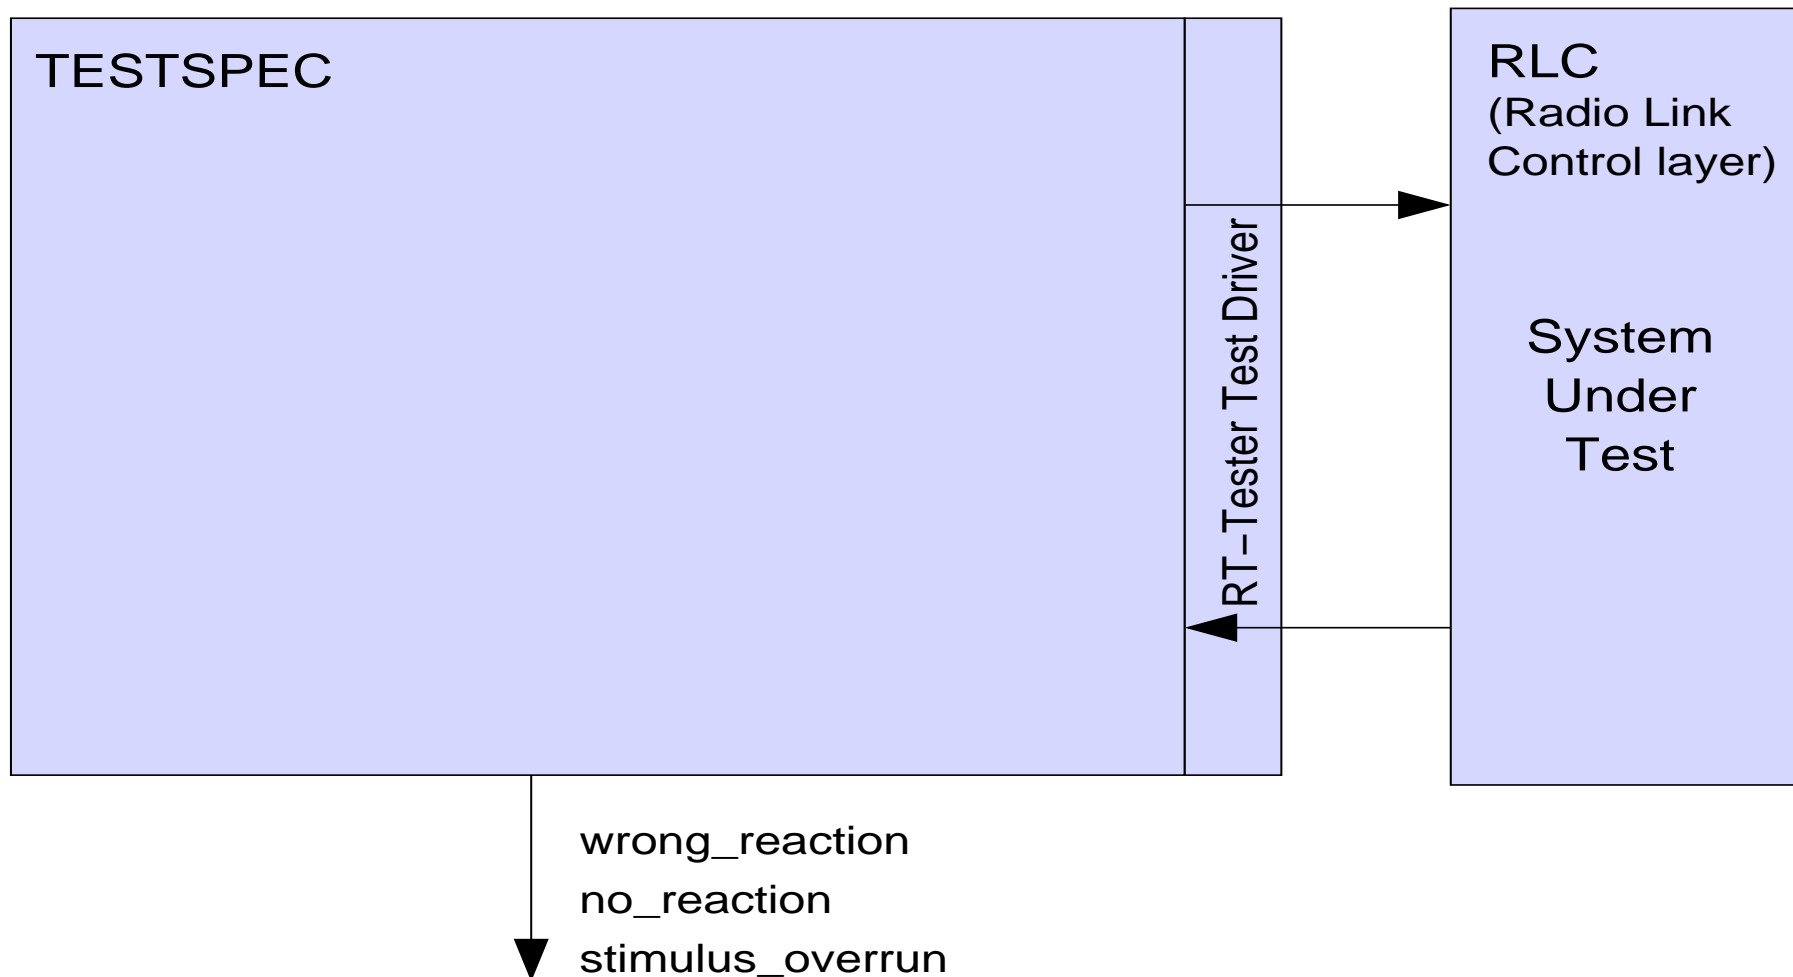 TESTSPEC
RLC
(Radio Link
Control layer)
RT−Tester Test Driver
System
Under
Test
wrong_reaction
no_reaction
stimulus_overrun